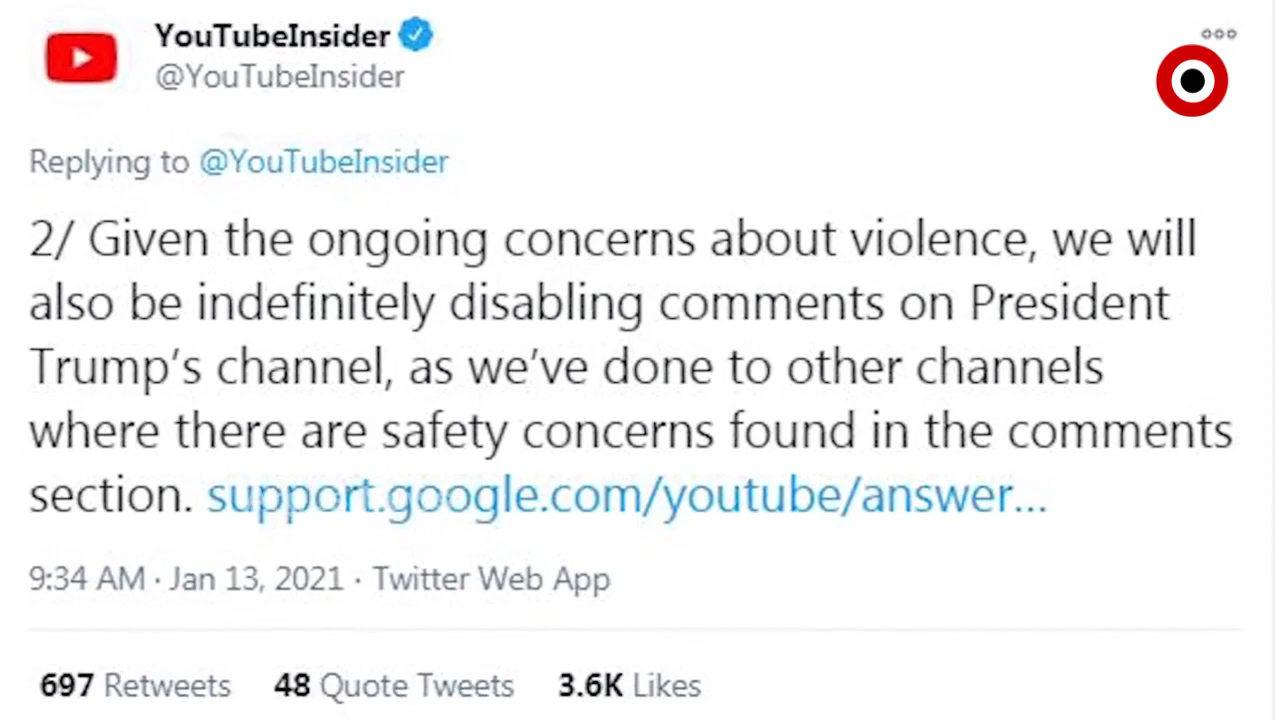 YouTubeInsider
@YouTubeInsider
Replying to @YouTubeInsider
2/ Given the ongoing concerns about violence, we will
also be indefinitely disabling comments on President
Trump's channel, as we've done to other channels
where there are safety concerns found in the comments
section. support.google.com/youtube/answer...
9:34 AM · Jan 13, 2021 · Twitter Web App
697 Retweets 48 Quote Tweets 3.6K Likes